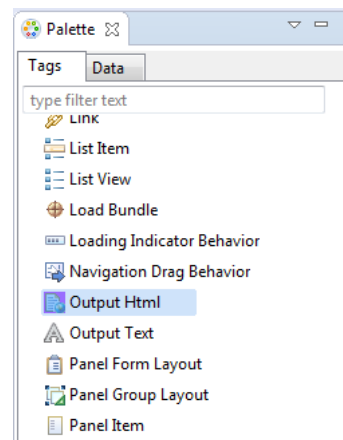 Palette
Tags Data
type filter text
Link
List Item
List View
Load Bundle
Loading Indicator Behavior
Navigation Drag Behavior
Output Html
Output Text
Panel Form Layout
Panel Group Layout
Panel Item